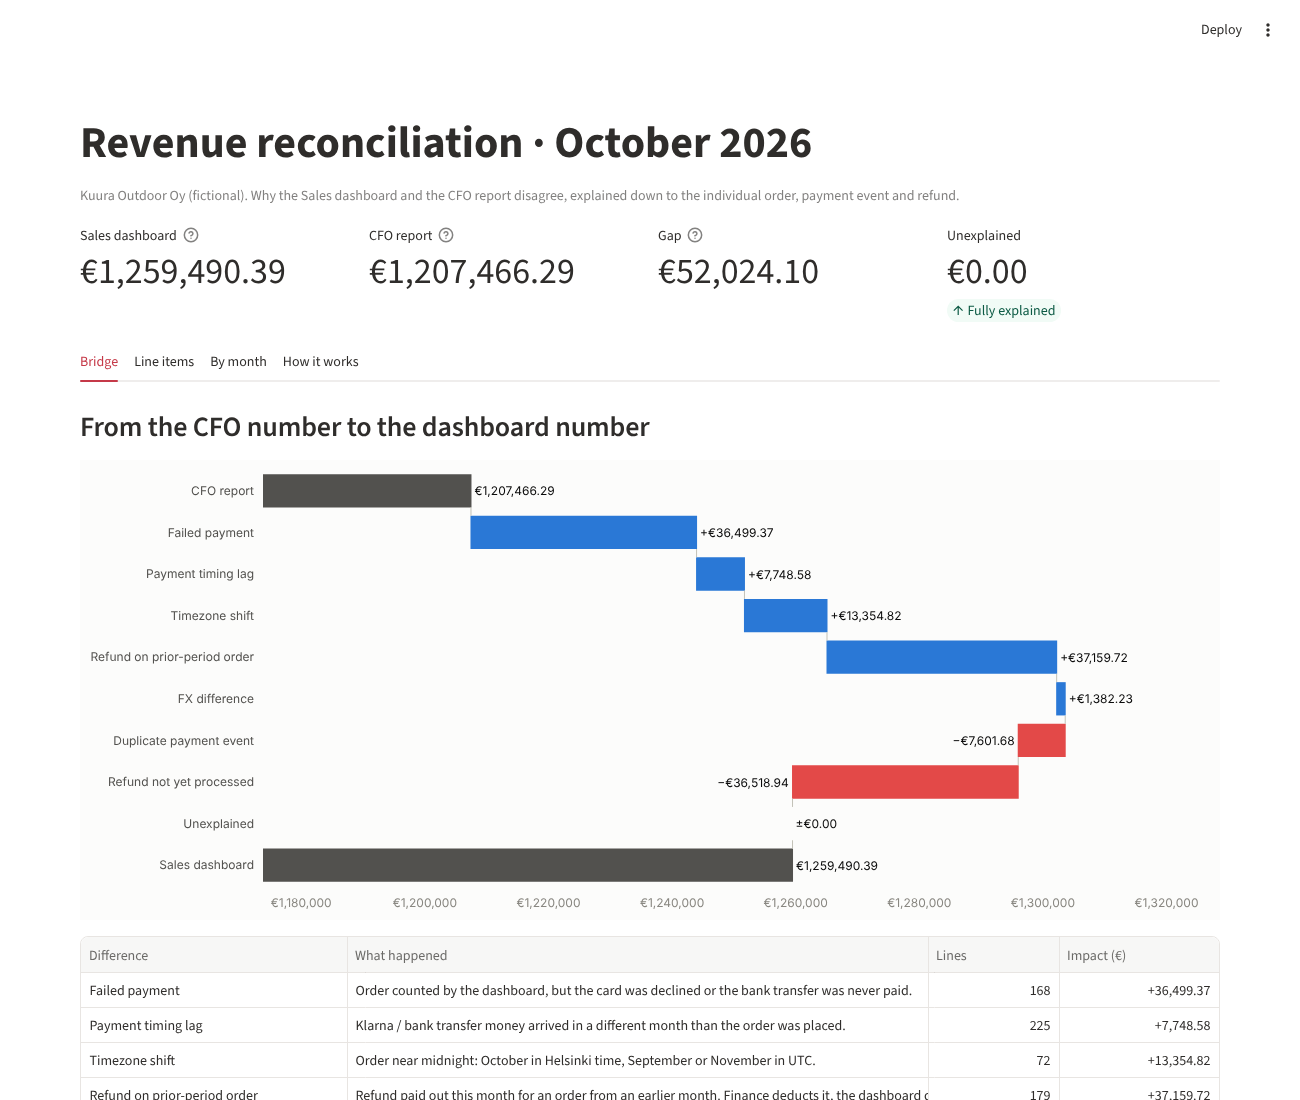 Deploy
Revenue reconciliation · October 2026
Kuura Outdoor Oy (fictional). Why the Sales dashboard and the CFO report disagree, explained down to the individual order, payment event and refund.
Sales dashboard
CFO report
Gap
Unexplained
€1,259,490.39
€1,207,466.29
€52,024.10
€0.00
↑ Fully explained
Bridge
Line items
By month
How it works
From the CFO number to the dashboard number
CFO report
€1,207,466.29
Failed payment
+€36,499.37
Payment timing lag
+€7,748.58
Timezone shift
+€13,354.82
Refund on prior-period order
+€37,159.72
FX difference
+€1,382.23
Duplicate payment event
−€7,601.68
Refund not yet processed
−€36,518.94
Unexplained
±€0.00
Sales dashboard
€1,259,490.39
€1,180,000
€1,200,000
€1,220,000
€1,240,000
€1,260,000
€1,280,000
€1,300,000
€1,320,000
Difference
What happened
Lines
Impact (€)
Failed payment
Order counted by the dashboard, but the card was declined or the bank transfer was never paid.
168
+36,499.37
Payment timing lag
Klarna / bank transfer money arrived in a different month than the order was placed.
225
+7,748.58
Timezone shift
Order near midnight: October in Helsinki time, September or November in UTC.
72
+13,354.82
Refund on prior-period order
Refund paid out this month for an order from an earlier month. Finance deducts it, the dashboard
179
+37,159.72